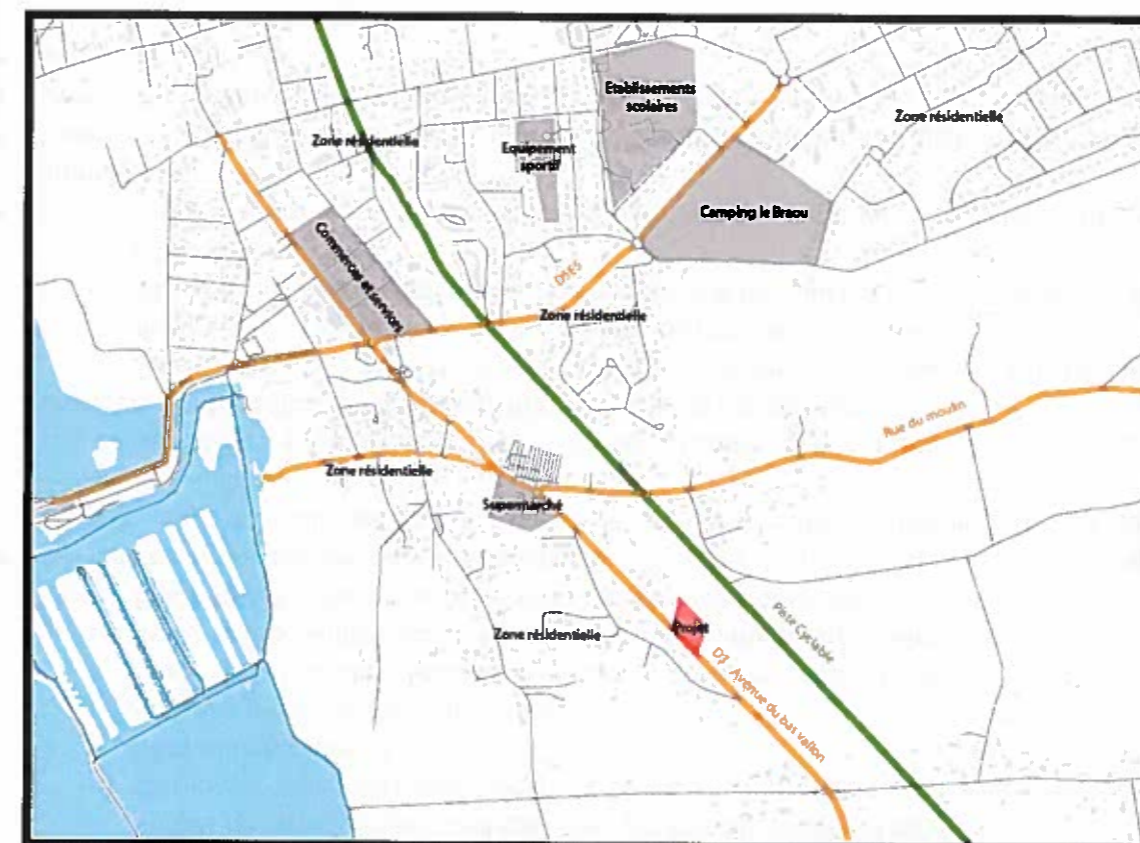 Etablissements
scolaires
Zone résidentielle
Zone résidentielle
Equipement
sportif
Camping le Braou
Commerces et services
D5E5
Zone résidentielle
Rue du moulin
Zone résidentielle
Supermarché
Zone résidentielle
Projet
Piste Cyclable
D3 Avenue du bas vallon